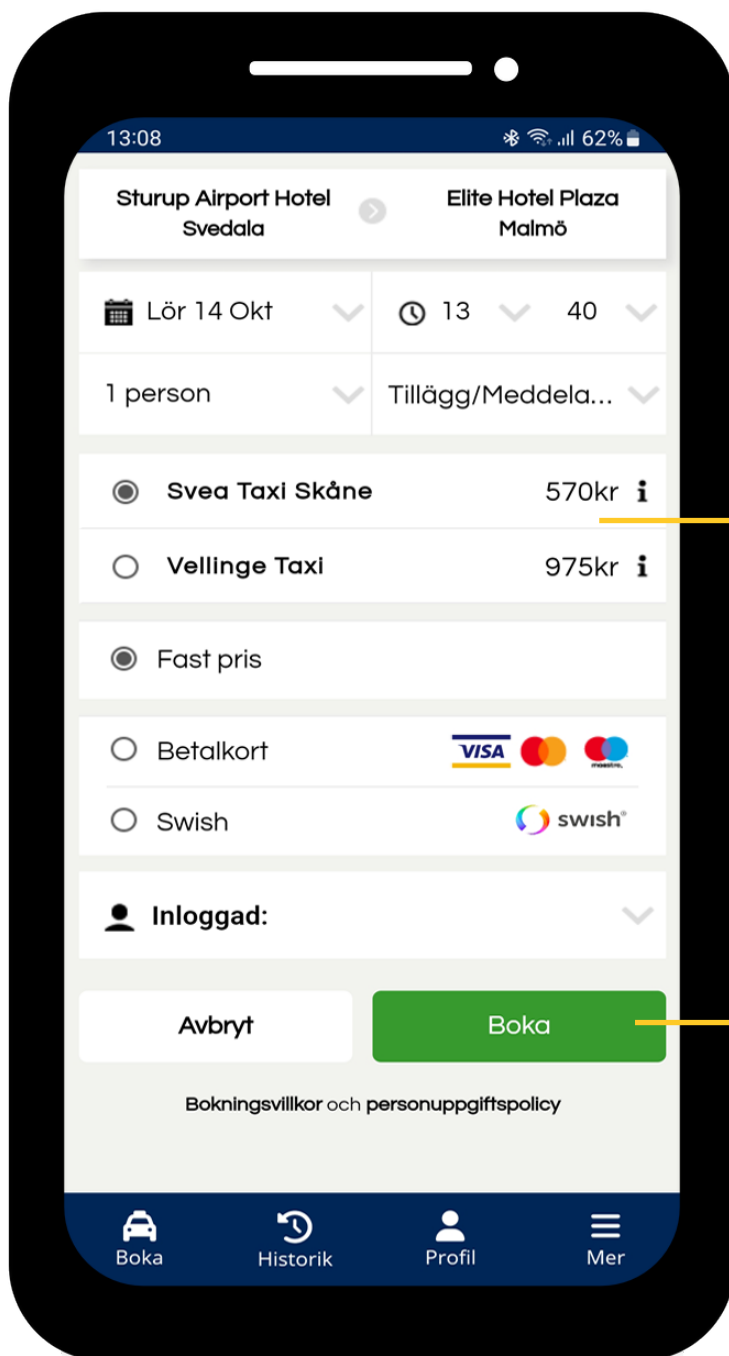 13:08 62%
Sturup Airport Hotel Elite Hotel Plaza
Svedala Malmö
Lör 14 Okt 13 40
1 person Tillägg/Meddela...
Svea Taxi Skåne 570kr i
Vellinge Taxi 975kr i
Fast pris
Betalkort VISA maestro.
Swish swish®
Inloggad:
Avbryt Boka
Bokningsvillkor och personuppgiftspolicy
Boka Historik Profil Mer